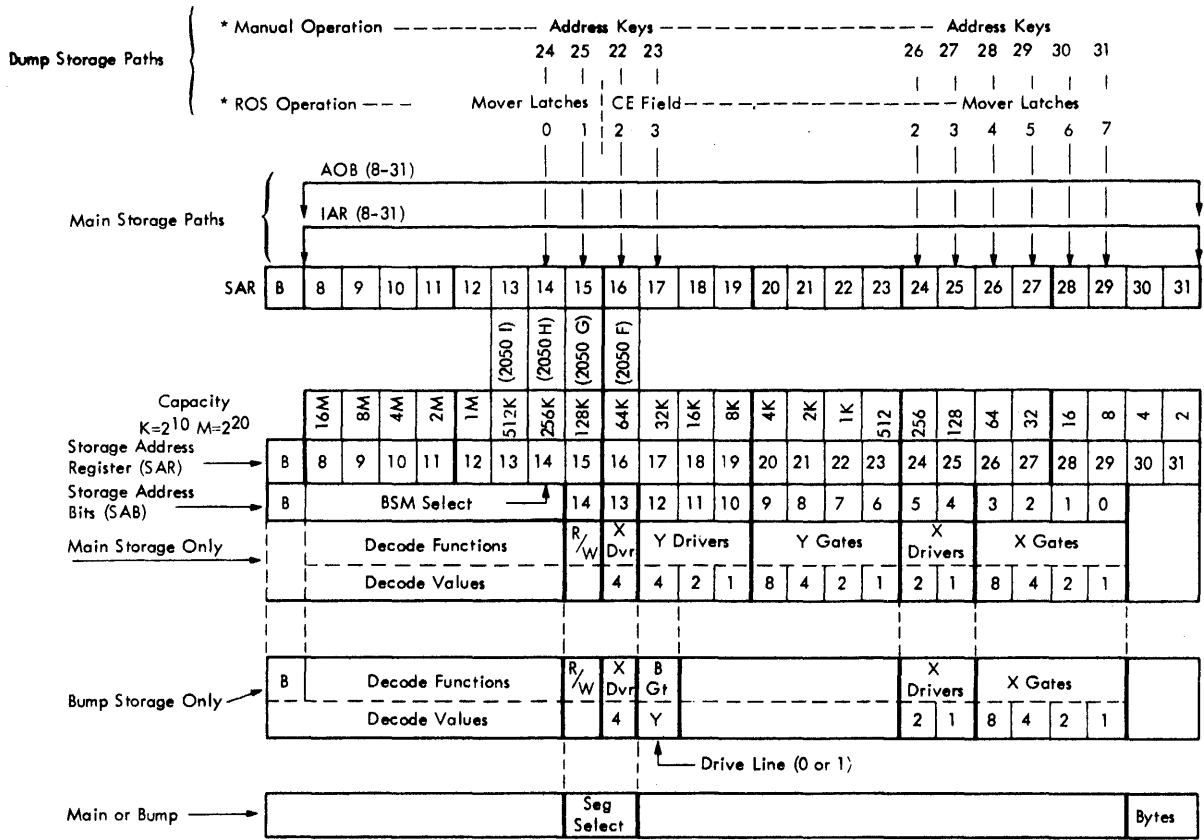 * Manual Operation Address Keys Address Keys
24 25 22 23 26 27 28 29 30 31
Bump Storage Paths
* ROS Operation Mover Latches CE Field Mover Latches
0 1 2 3 2 3 4 5 6 7
AOB (8-31)
Main Storage Paths
IAR (8-31)
SAR B 8 9 10 11 12 13 14 15 16 17 18 19 20 21 22 23 24 25 26 27 28 29 30 31
(2050 I) (2050 H) (2050 G) (2050 F)
Capacity
K=2^10 M=2^20
16M 8M 4M 2M 1M 512K 256K 128K 64K 32K 16K 8K 4K 2K 1K 512 256 128 64 32 16 8 4 2
Storage Address
Register (SAR)
B 8 9 10 11 12 13 14 15 16 17 18 19 20 21 22 23 24 25 26 27 28 29 30 31
Storage Address
Bits (SAB)
B BSM Select 14 13 12 11 10 9 8 7 6 5 4 3 2 1 0
Main Storage Only
Decode Functions R/W X Dvr Y Drivers Y Gates X Drivers X Gates
Decode Values 4 4 2 1 8 4 2 1 2 1 8 4 2 1
Bump Storage Only
B Decode Functions R/W X Dvr B Gt X Drivers X Gates
Decode Values 4 Y 2 1 8 4 2 1
Drive Line (0 or 1)
Main or Bump Seg Select Bytes